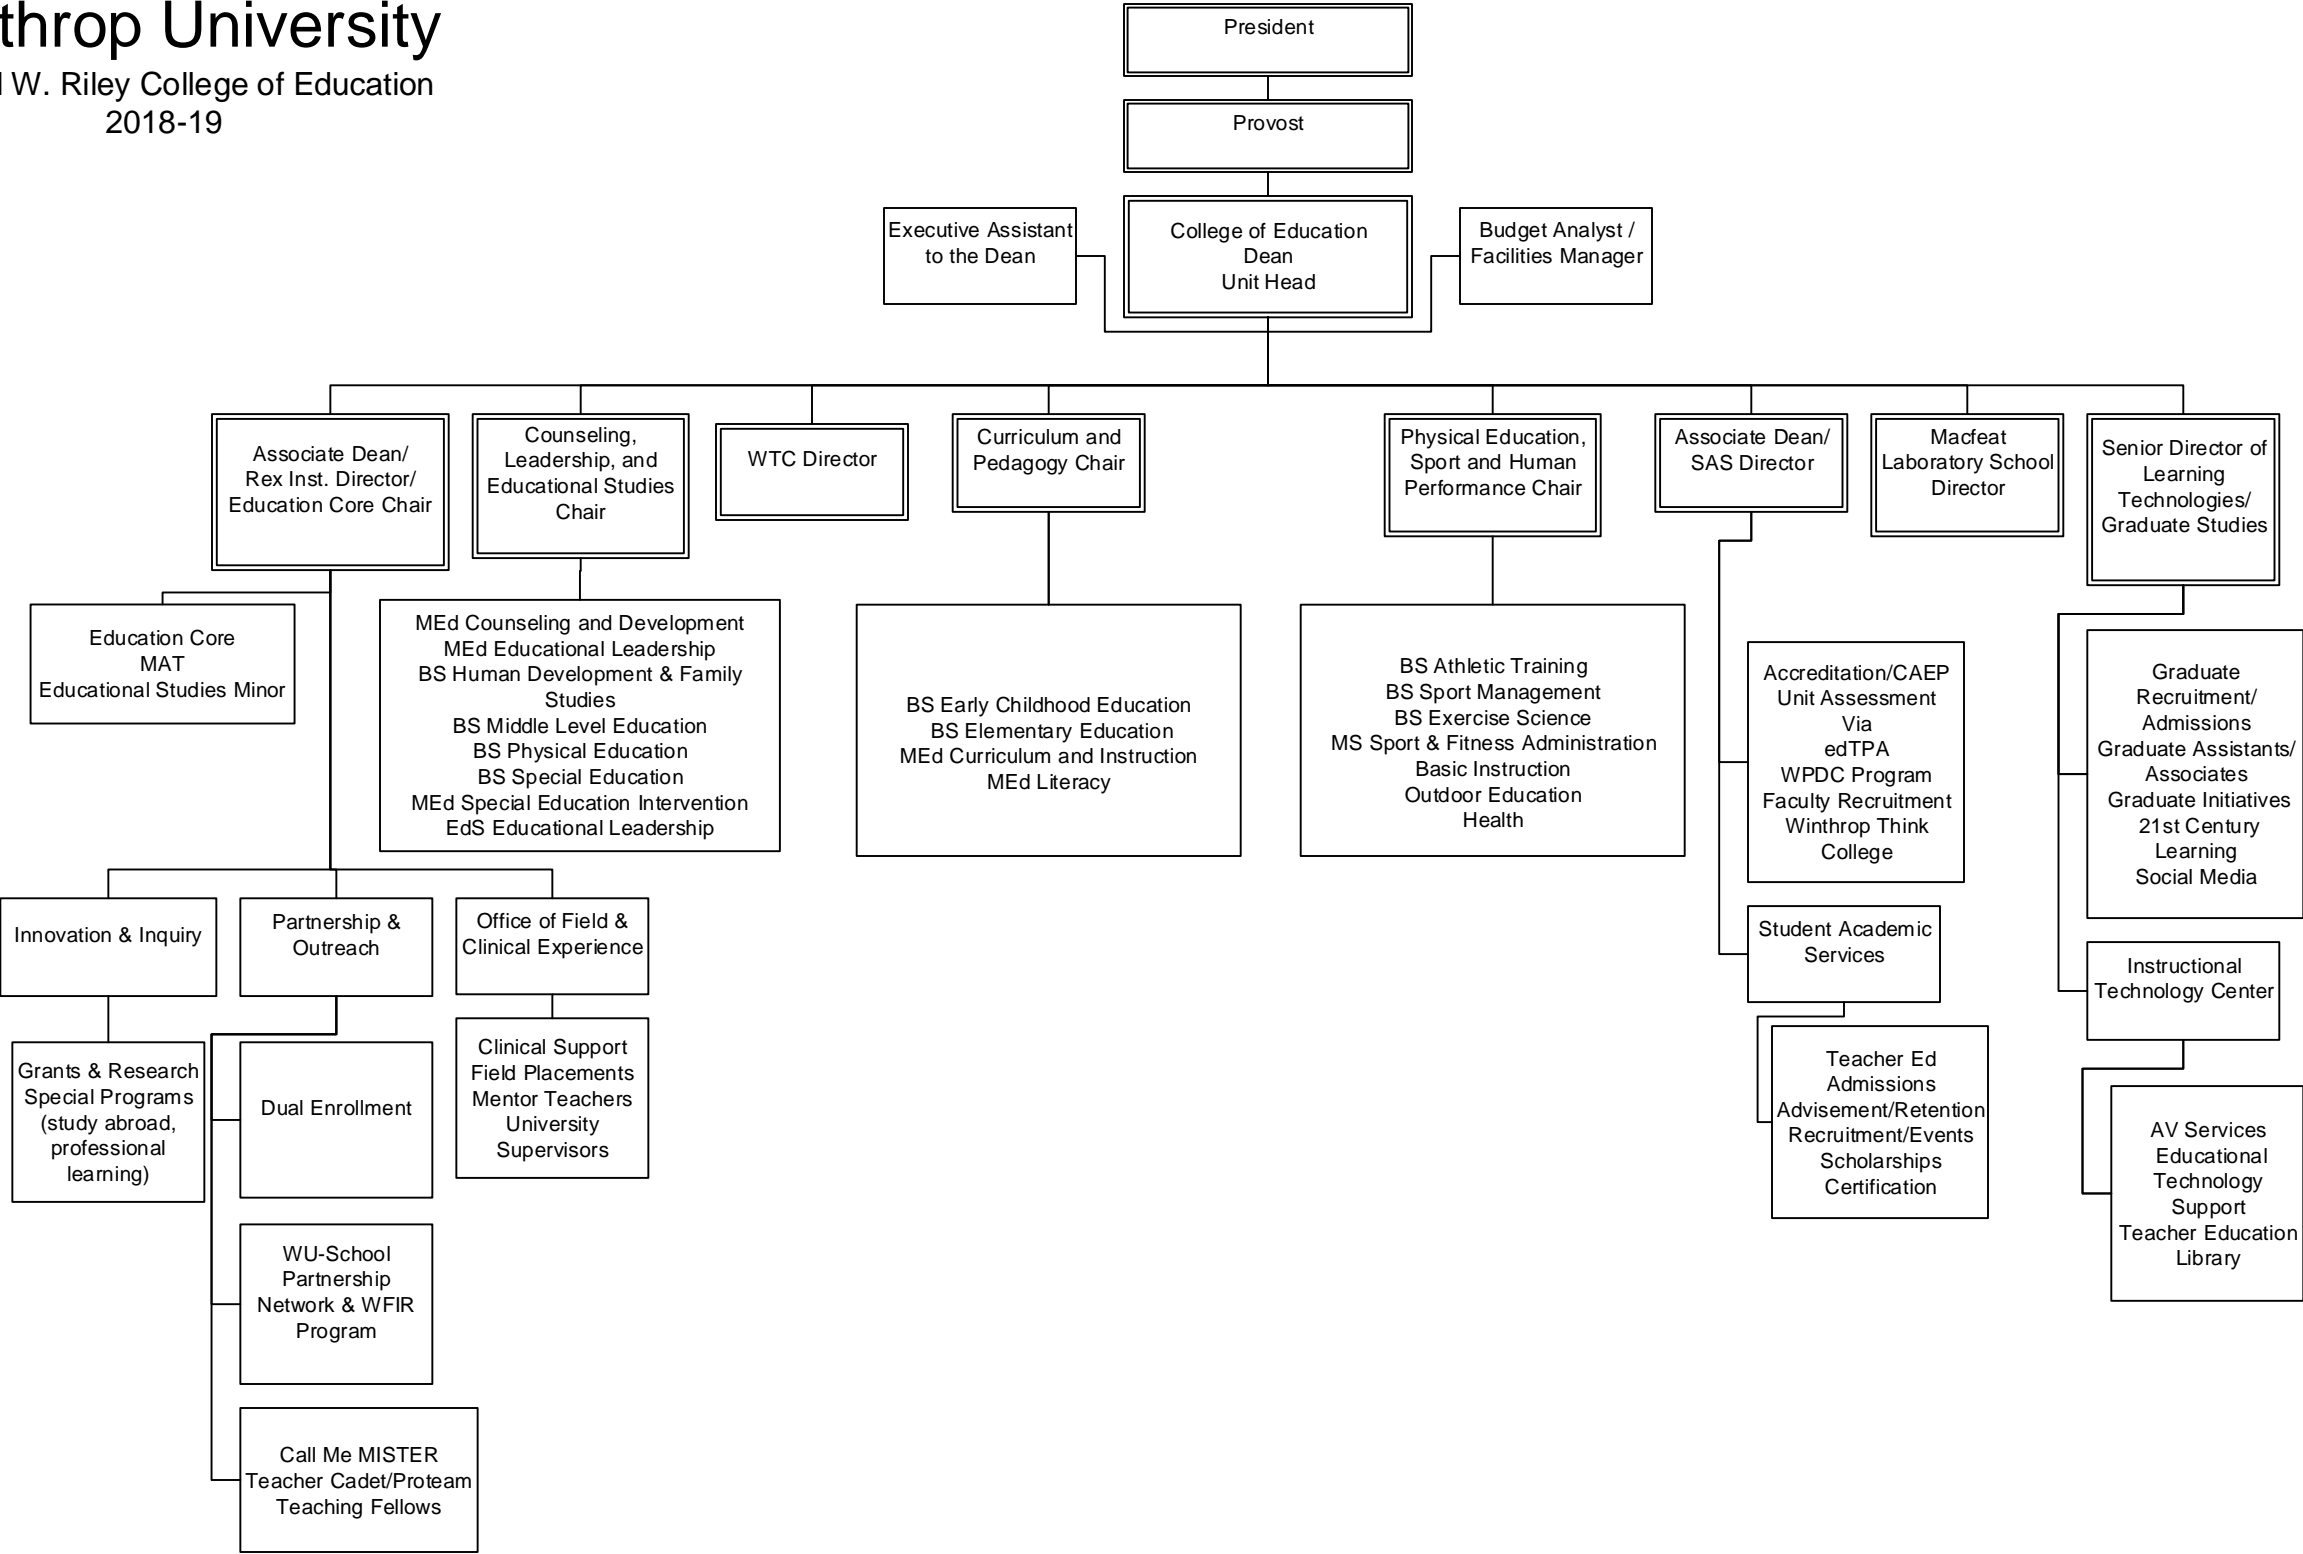 throp University
W. Riley College of Education
2018-19
President
Provost
Executive Assistant
to the Dean
College of Education
Dean
Unit Head
Budget Analyst /
Facilities Manager
Associate Dean/
Rex Inst. Director/
Education Core Chair
Counseling,
Leadership, and
Educational Studies
Chair
WTC Director
Curriculum and
Pedagogy Chair
Physical Education,
Sport and Human
Performance Chair
Associate Dean/
SAS Director
Macfeat
Laboratory School
Director
Senior Director of
Learning
Technologies/
Graduate Studies
Education Core
MAT
Educational Studies Minor
MEd Counseling and Development
MEd Educational Leadership
BS Human Development & Family
Studies
BS Middle Level Education
BS Physical Education
BS Special Education
MEd Special Education Intervention
EdS Educational Leadership
BS Early Childhood Education
BS Elementary Education
MEd Curriculum and Instruction
MEd Literacy
BS Athletic Training
BS Sport Management
BS Exercise Science
MS Sport & Fitness Administration
Basic Instruction
Outdoor Education
Health
Accreditation/CAEP
Unit Assessment
Via
edTPA
WPDC Program
Faculty Recruitment
Winthrop Think
College
Graduate
Recruitment/
Admissions
Graduate Assistants/
Associates
Graduate Initiatives
21st Century
Learning
Social Media
Innovation & Inquiry
Partnership &
Outreach
Office of Field &
Clinical Experience
Student Academic
Services
Instructional
Technology Center
Grants & Research
Special Programs
(study abroad,
professional
learning)
Dual Enrollment
Clinical Support
Field Placements
Mentor Teachers
University
Supervisors
Teacher Ed
Admissions
Advisement/Retention
Recruitment/Events
Scholarships
Certification
AV Services
Educational
Technology
Support
Teacher Education
Library
WU-School
Partnership
Network & WFIR
Program
Call Me MISTER
Teacher Cadet/Proteam
Teaching Fellows